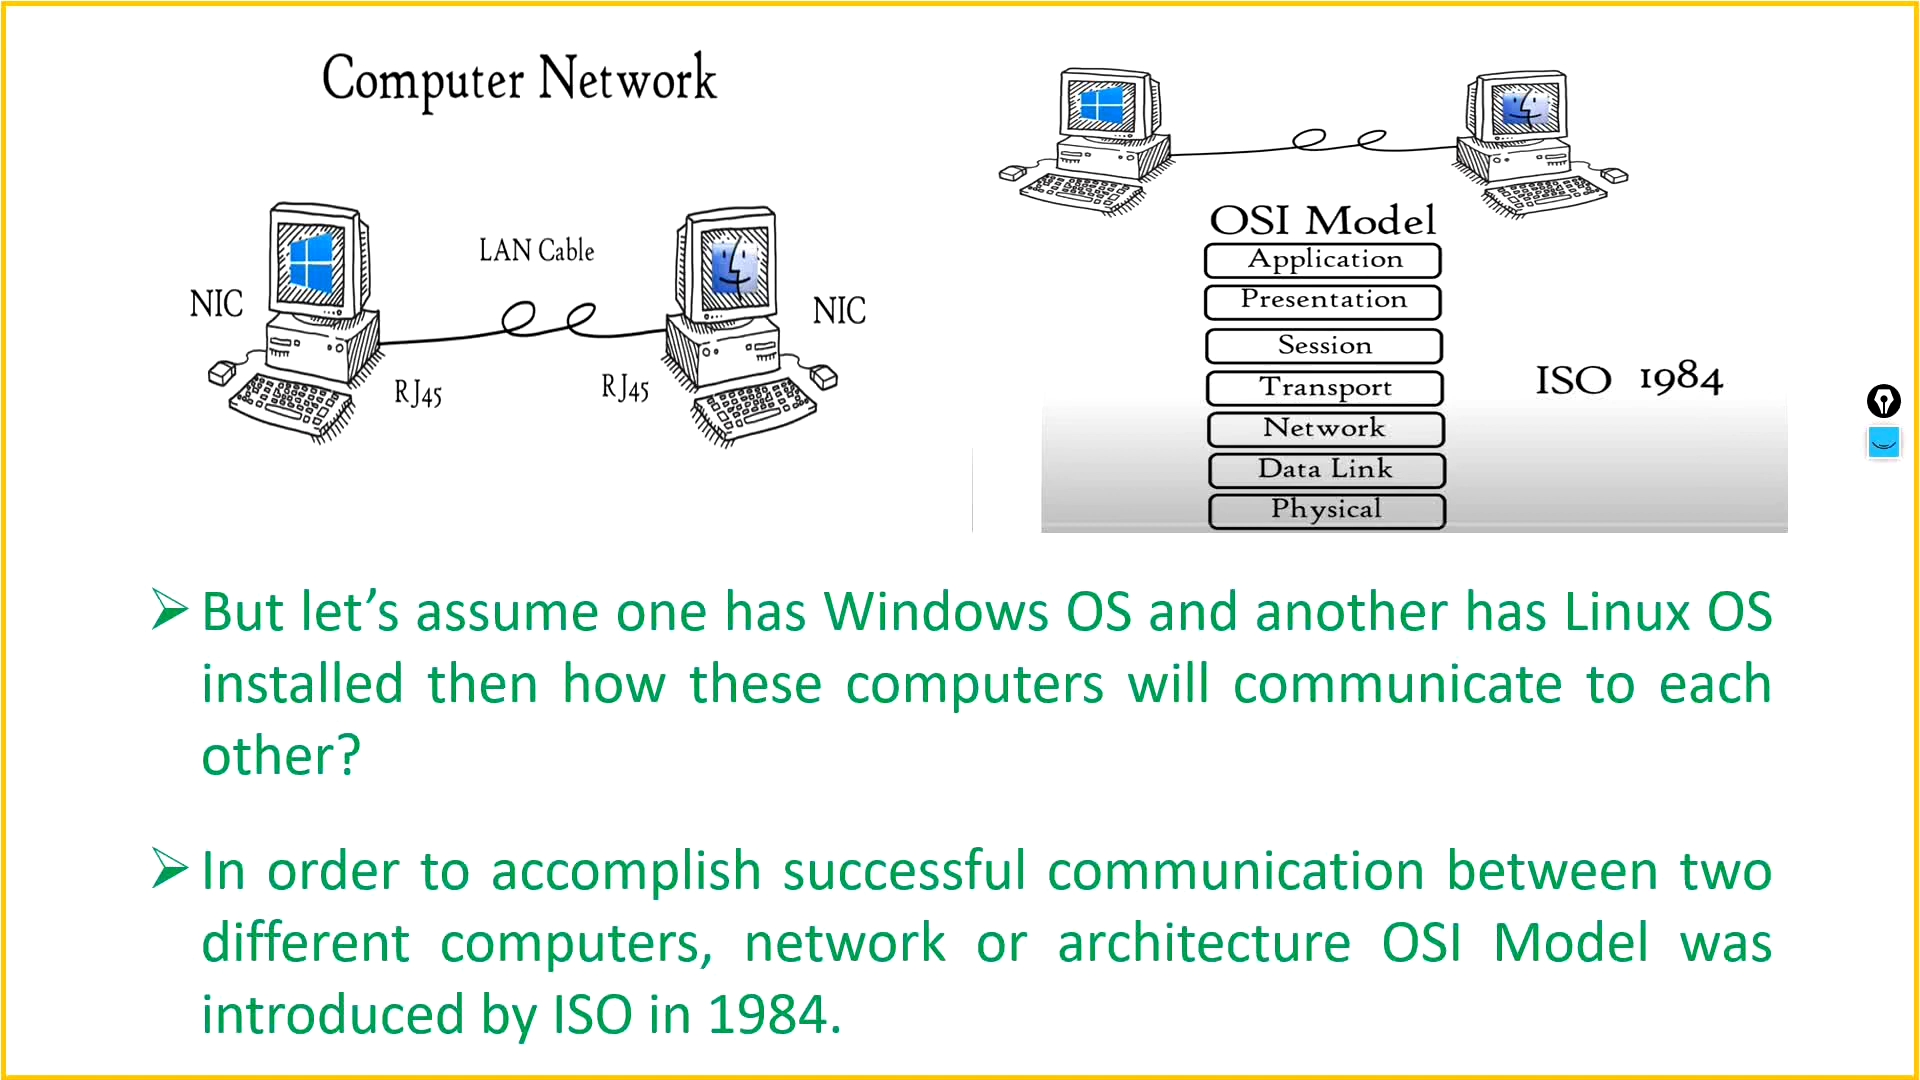 Computer Network
LAN Cable
NIC
NIC
RJ45
RJ45
OSI Model
Application
Presentation
Session
Transport
Network
Data Link
Physical
ISO 1984
But let’s assume one has Windows OS and another has Linux OS
installed then how these computers will communicate to each
other?
In order to accomplish successful communication between two
different computers, network or architecture OSI Model was
introduced by ISO in 1984.